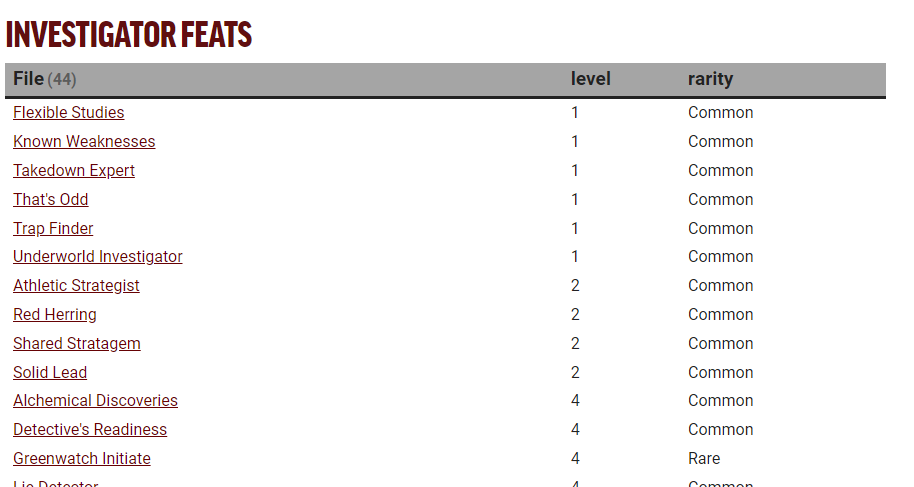 INVESTIGATOR FEATS
File (44) level rarity
Flexible Studies 1 Common
Known Weaknesses 1 Common
Takedown Expert 1 Common
That's Odd 1 Common
Trap Finder 1 Common
Underworld Investigator 1 Common
Athletic Strategist 2 Common
Red Herring 2 Common
Shared Stratagem 2 Common
Solid Lead 2 Common
Alchemical Discoveries 4 Common
Detective's Readiness 4 Common
Greenwatch Initiate 4 Rare
Lie Detector 4 Common